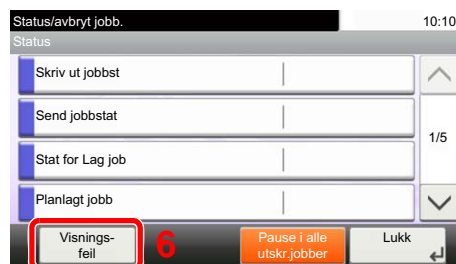 Status/avbryt jobb.
10:10
Status
Skriv ut jobbst
Send jobbstat
1/5
Stat for Lag job
Planlagt jobb
Visnings-
feil
6
Pause i alle
utskr.jobber
Lukk